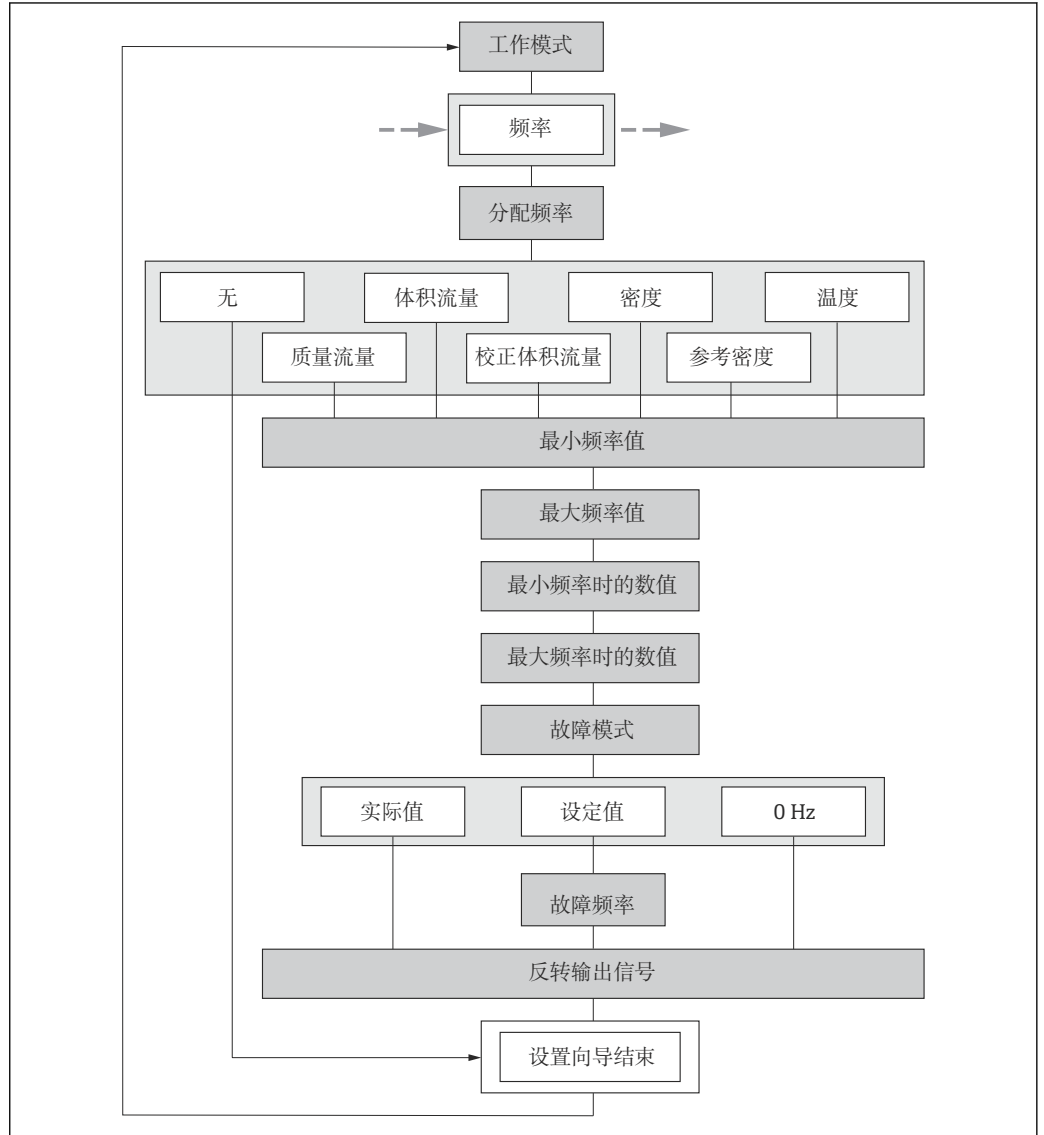 工作模式
频率
分配频率
无
体积流量
密度
温度
质量流量
校正体积流量
参考密度
最小频率值
最大频率值
最小频率时的数值
最大频率时的数值
故障模式
实际值
设定值
0 Hz
故障频率
反转输出信号
设置向导结束